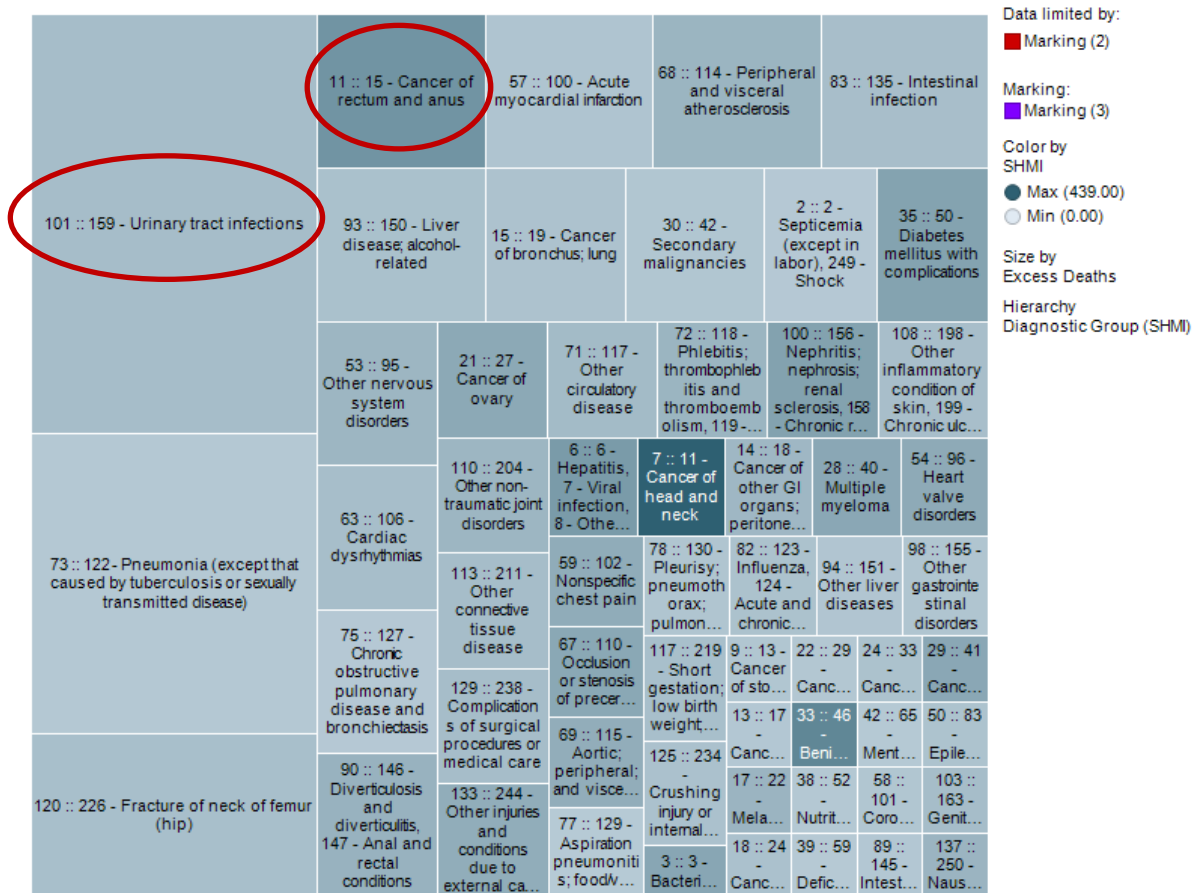 11 :: 15 - Cancer of
rectum and anus
57 :: 100 - Acute
myocardial infarction
68 :: 114 - Peripheral
and visceral
atherosclerosis
83 :: 135 - Intestinal
infection
101 :: 159 - Urinary tract infections
93 :: 150 - Liver
disease; alcohol-
related
15 :: 19 - Cancer
of bronchus; lung
30 :: 42 -
Secondary
malignancies
2 :: 2 -
Septicemia
(except in
labor), 249 -
Shock
35 :: 50 -
Diabetes
mellitus with
complications
53 :: 95 -
Other nervous
system
disorders
21 :: 27 -
Cancer of
ovary
71 :: 117 -
Other
circulatory
disease
72 :: 118 -
Phlebitis;
thrombophleb
itis and
thromboemb
olism, 119 -...
100 :: 156 -
Nephritis;
nephrosis;
renal
sclerosis, 158
- Chronic r...
108 :: 198 -
Other
inflammatory
condition of
skin, 199 -
Chronic ulc...
73 :: 122 - Pneumonia (except that
caused by tuberculosis or sexually
transmitted disease)
63 :: 106 -
Cardiac
dysrhythmias
110 :: 204 -
Other non-
traumatic joint
disorders
6 :: 6 -
Hepatitis,
7 - Viral
infection,
8 - Othe...
7 :: 11 -
Cancer of
head and
neck
14 :: 18 -
Cancer of
other GI
organs;
peritone...
28 :: 40 -
Multiple
myeloma
54 :: 96 -
Heart
valve
disorders
113 :: 211 -
Other
connective
tissue
disease
59 :: 102 -
Nonspecific
chest pain
78 :: 130 -
Pleurisy;
pneumoth
orax;
pulmon...
82 :: 123 -
Influenza,
124 -
Acute and
chronic...
94 :: 151 -
Other liver
diseases
98 :: 155 -
Other
gastrointe
stinal
disorders
75 :: 127 -
Chronic
obstructive
pulmonary
disease and
bronchiectasis
129 :: 238 -
Complication
s of surgical
procedures or
medical care
67 :: 110 -
Occlusion
or stenosis
of precer...
117 :: 219
- Short
gestation;
low birth
weight;...
9 :: 13 -
Cancer
of sto...
22 :: 29
-
Canc...
24 :: 33
-
Canc...
29 :: 41
-
Canc...
13 :: 17
-
Canc...
33 :: 46
-
Beni...
42 :: 65
-
Ment...
50 :: 83
-
Epile...
120 :: 226 - Fracture of neck of femur
(hip)
90 :: 146 -
Diverticulosis
and
diverticulitis,
147 - Anal and
rectal
conditions
133 :: 244 -
Other injuries
and
conditions
due to
external ca...
69 :: 115 -
Aortic;
peripheral;
and visce...
77 :: 129 -
Aspiration
pneumoniti
s; food/v...
125 :: 234
-
Crushing
injury or
internal...
3 :: 3 -
Bacteri...
17 :: 22
-
Mela...
38 :: 52
-
Nutrit...
58 ::
101 -
Coro...
103 ::
163 -
Genit...
18 :: 24
-
Canc...
39 :: 59
-
Defic...
89 ::
145 -
Intest...
137 ::
250 -
Naus...
Data limited by:
Marking (2)
Marking:
Marking (3)
Color by
SHMI
Max (439.00)
Min (0.00)
Size by
Excess Deaths
Hierarchy
Diagnostic Group (SHMI)